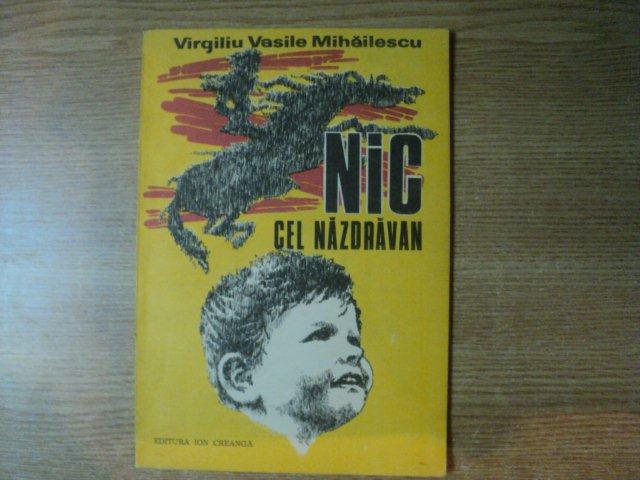 Virgiliu Vasile Mihăilescu
NiC
CEL NĂZDRĂVAN
EDITURA ION CREANGĂ